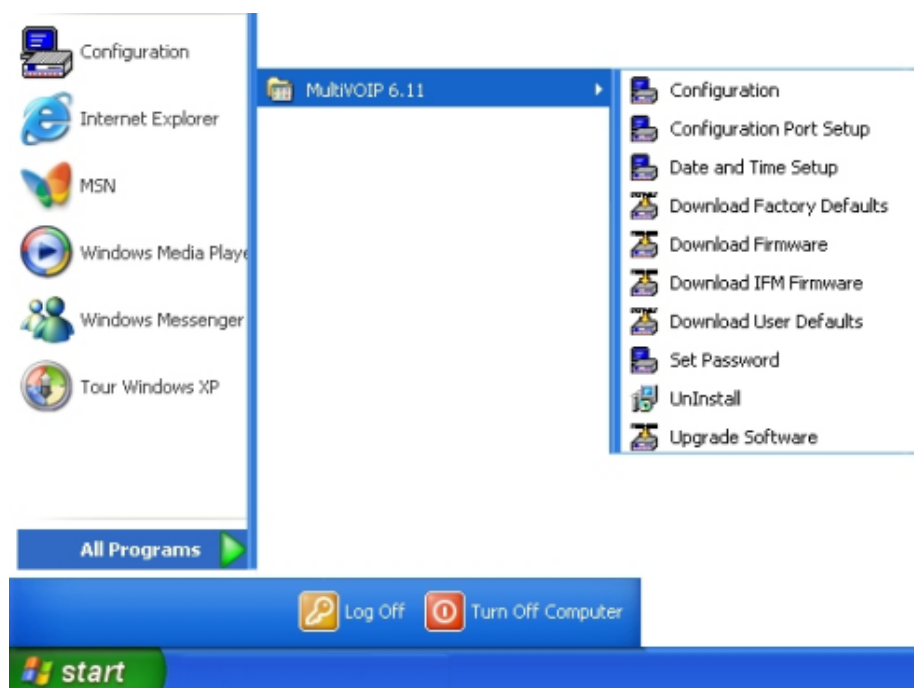 Configuration
Internet Explorer
MSN
Windows Media Playe
Windows Messenger
Tour Windows XP
All Programs
MultiVOIP 6.11
Configuration
Configuration Port Setup
Date and Time Setup
Download Factory Defaults
Download Firmware
Download IFM Firmware
Download User Defaults
Set Password
UnInstall
Upgrade Software
Log Off
Turn Off Computer
start